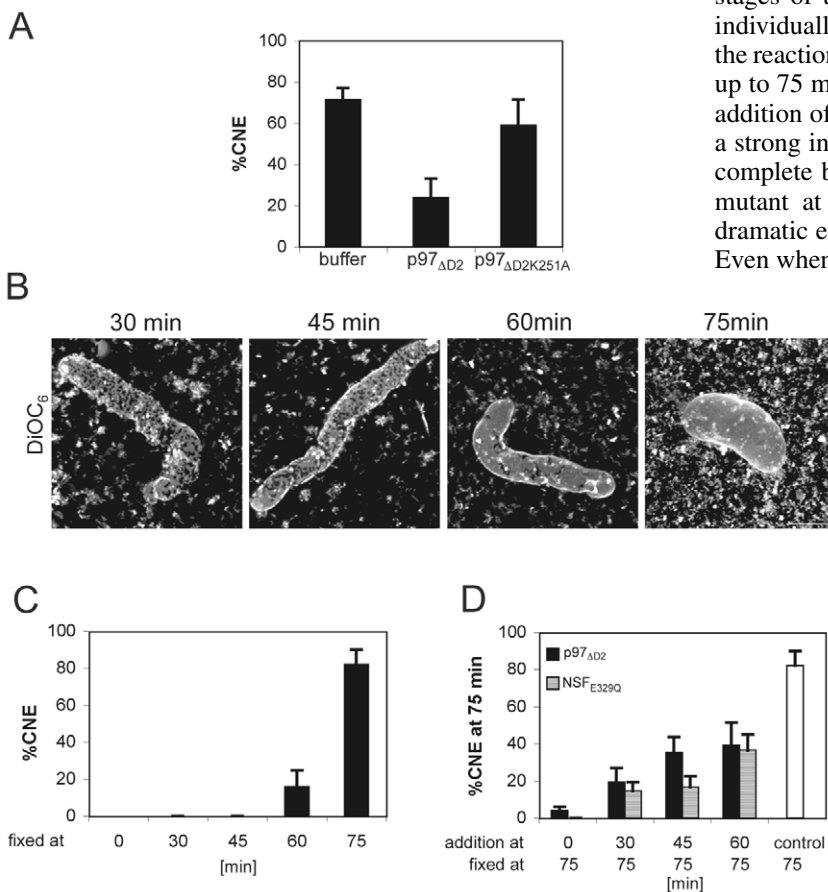 A
100
80
60
40
20
0
%CNE
buffer p97ΔD2 p97ΔD2K251A
stages of
individuall
the reaction
up to 75 m
addition of
a strong in
complete b
mutant at
dramatic e
Even when
B
30 min 45 min 60min 75min
DiOC6
C
100
80
60
40
20
0
%CNE
fixed at 0 30 45 60 75
[min]
D
100
80
60
40
20
0
%CNE at 75 min
p97ΔD2
NSFE329Q
addition at 0 30 45 60 control
fixed at 75 75 75 75 75
[min]